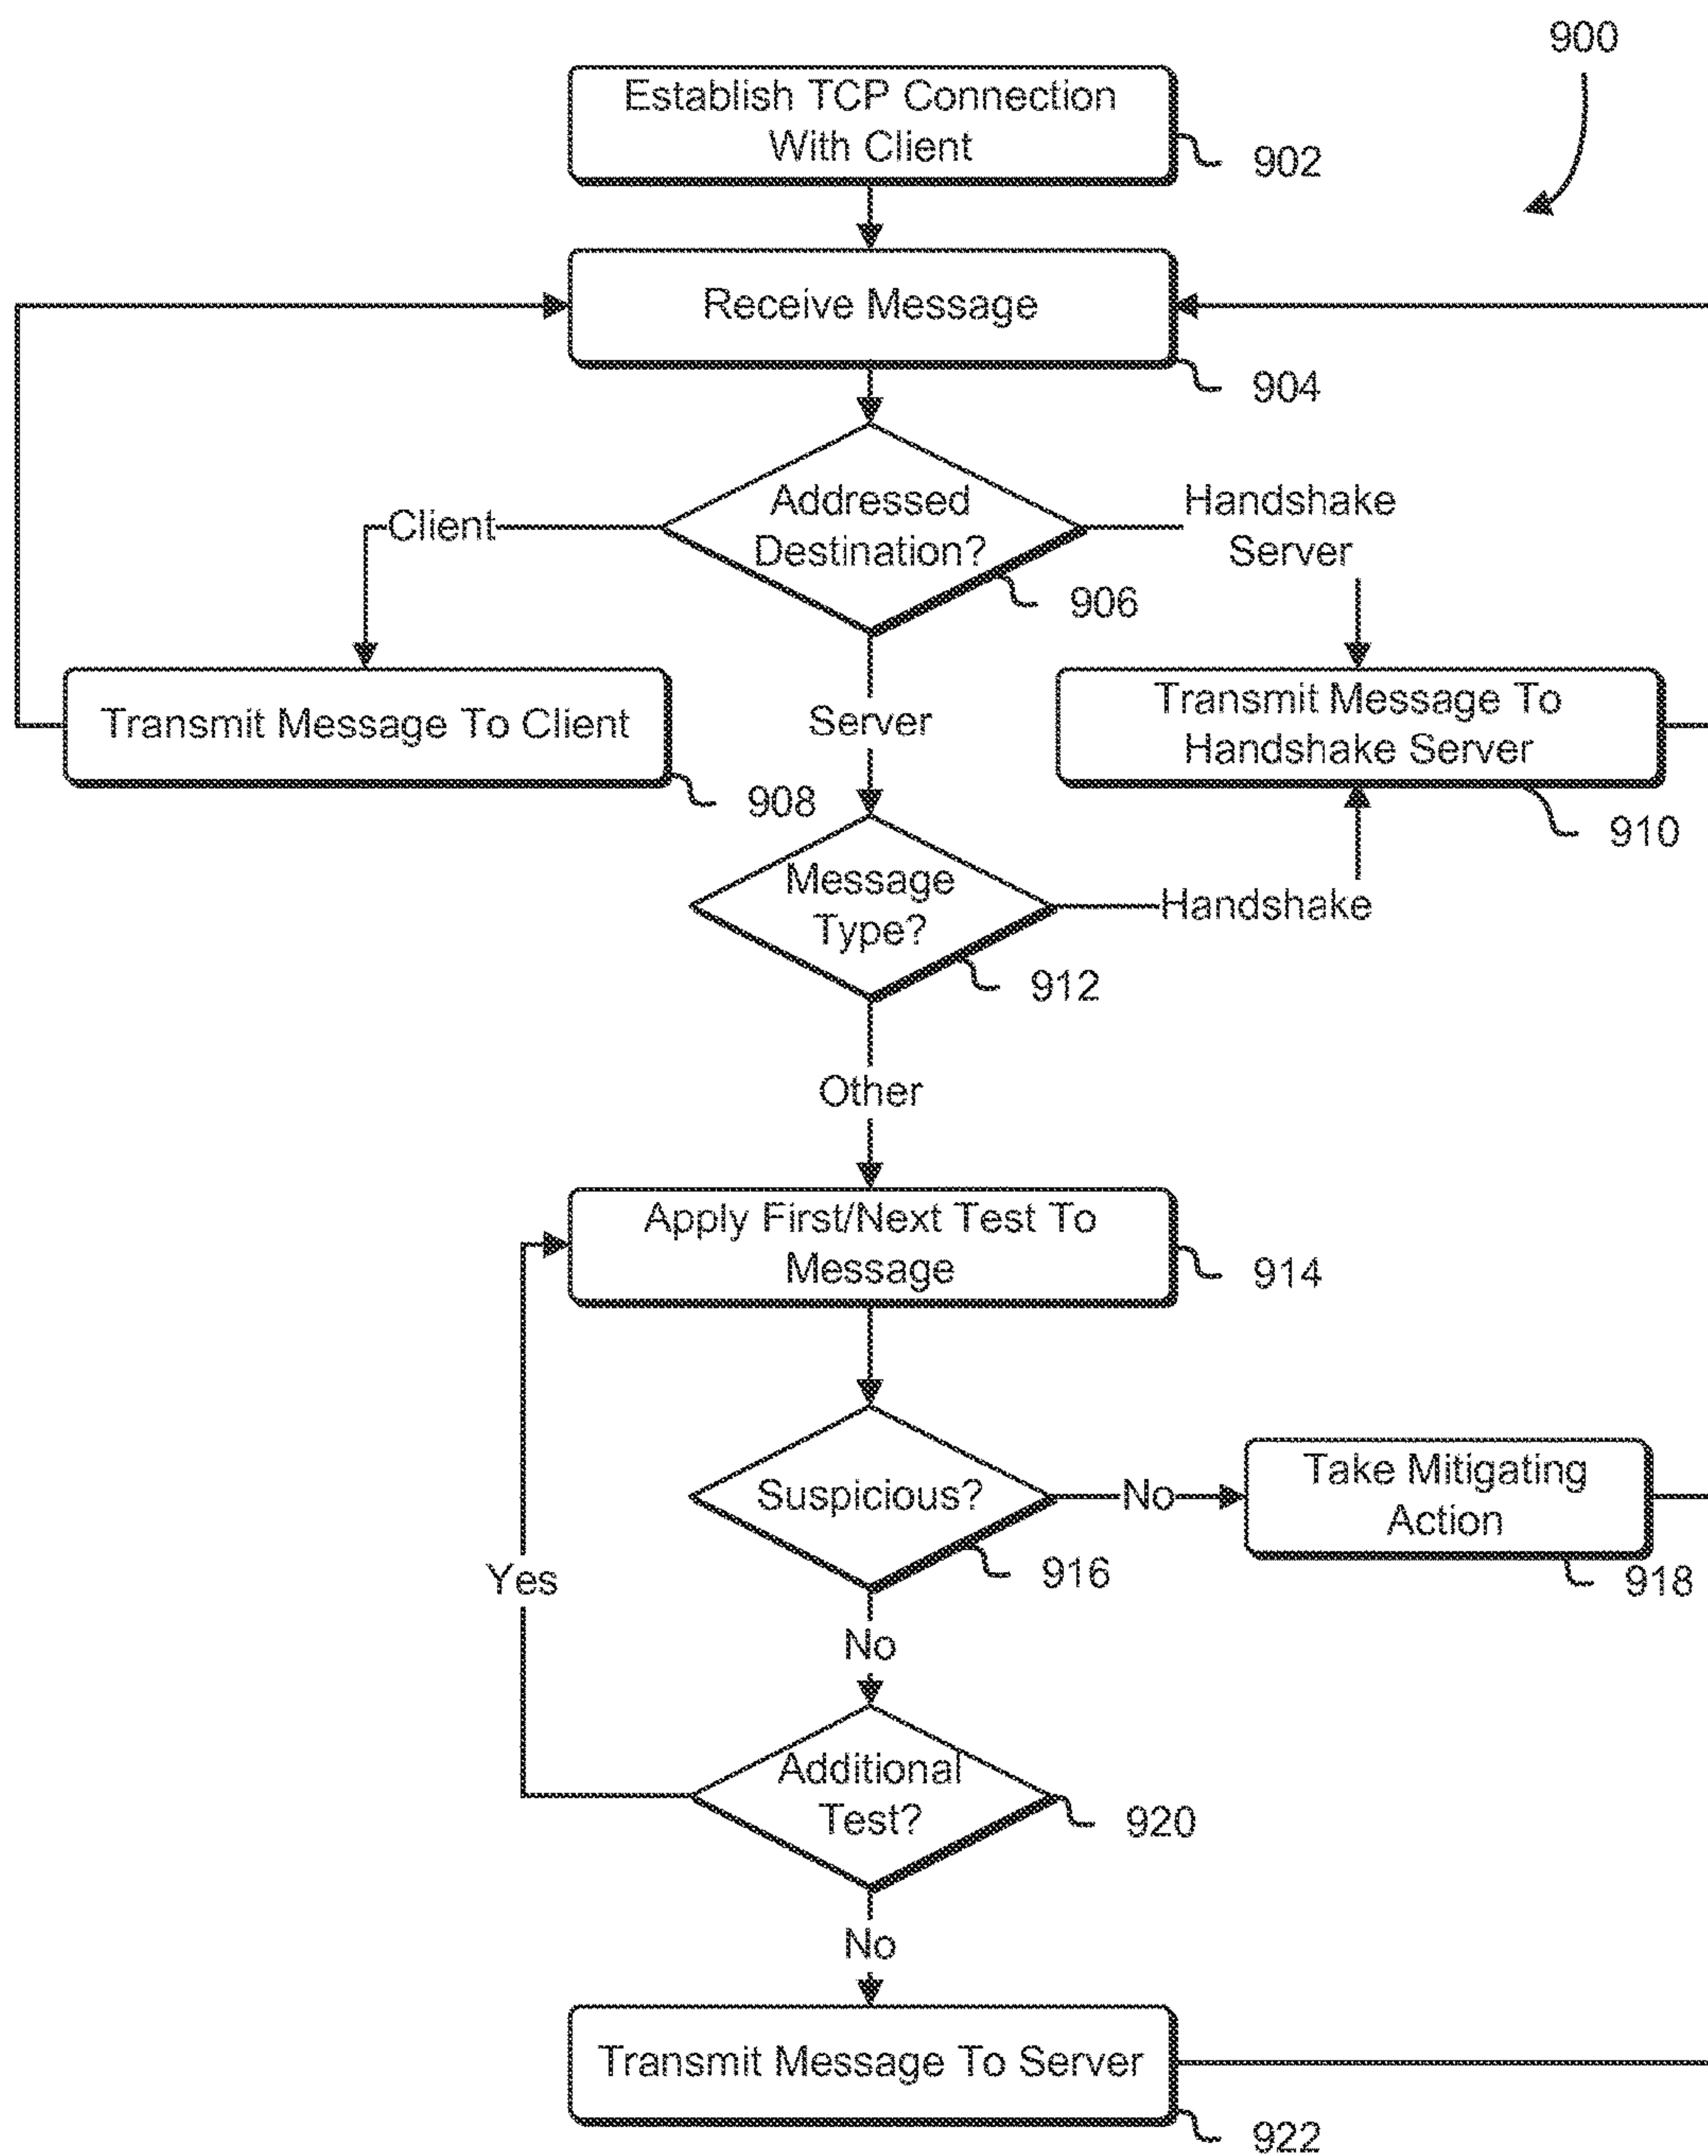 900
Establish TCP Connection
With Client
902
Receive Message
904
Addressed
Destination?
906
Client
Handshake
Server
Transmit Message To Client
908
Server
Transmit Message To
Handshake Server
910
Message
Type?
912
Handshake
Other
Apply First/Next Test To
Message
914
Suspicious?
916
No
Take Mitigating
Action
918
Yes
No
Additional
Test?
920
No
Transmit Message To Server
922